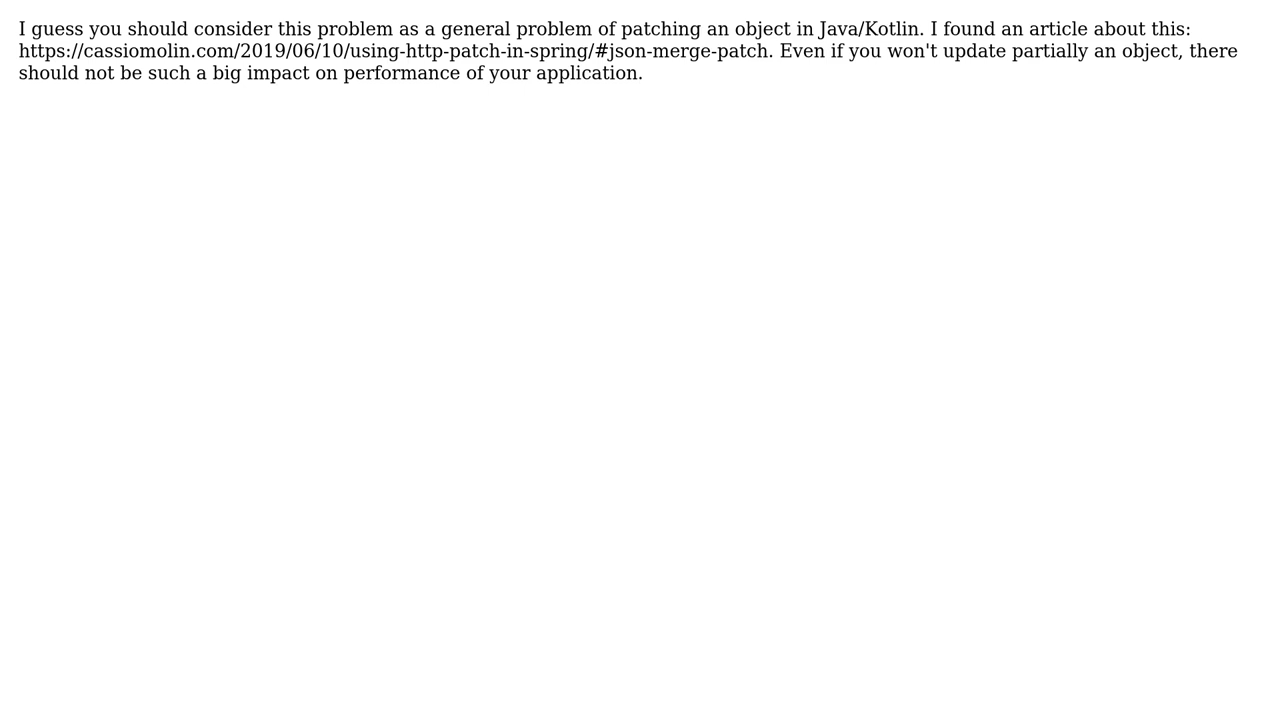 I guess you should consider this problem as a general problem of patching an object in Java/Kotlin. I found an article about this:
https://cassiomolin.com/2019/06/10/using-http-patch-in-spring/#json-merge-patch. Even if you won't update partially an object, there
should not be such a big impact on performance of your application.